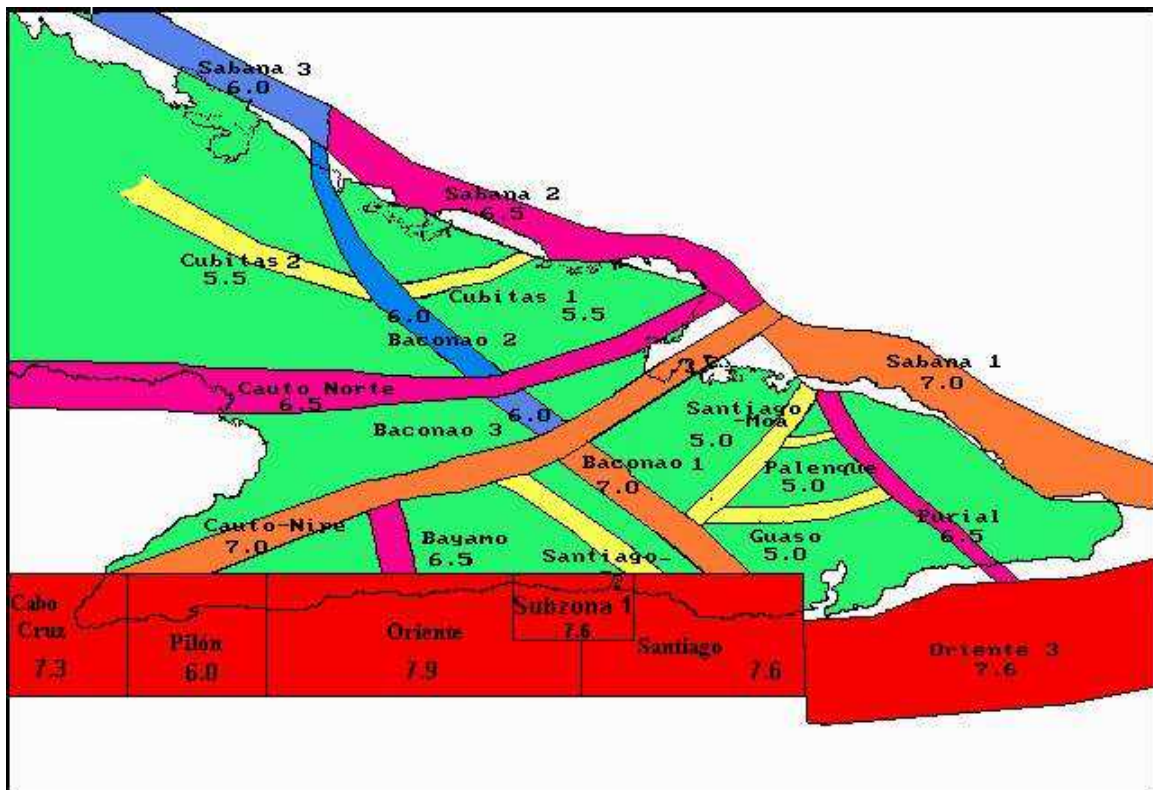 Sabana 3
6.0
Sabana 2
6.5
Cubitas 2
5.5
Cubitas 1
5.5
6.0
Baconao 2
Sabana 1
7.0
Cauto Norte
6.5
6.0
Baconao 3
Santiago
-Moa
5.0
Baconao 1
7.0
Palenque
5.0
Cauto-Nipe
7.0
Bayamo
6.5
Santiago-
Guaso
5.0
Purial
6.5
Cabo
Cruz
7.3
Pilón
6.0
Oriente
7.9
Subzona 1
7.6
Santiago
7.6
Oriente 3
7.6